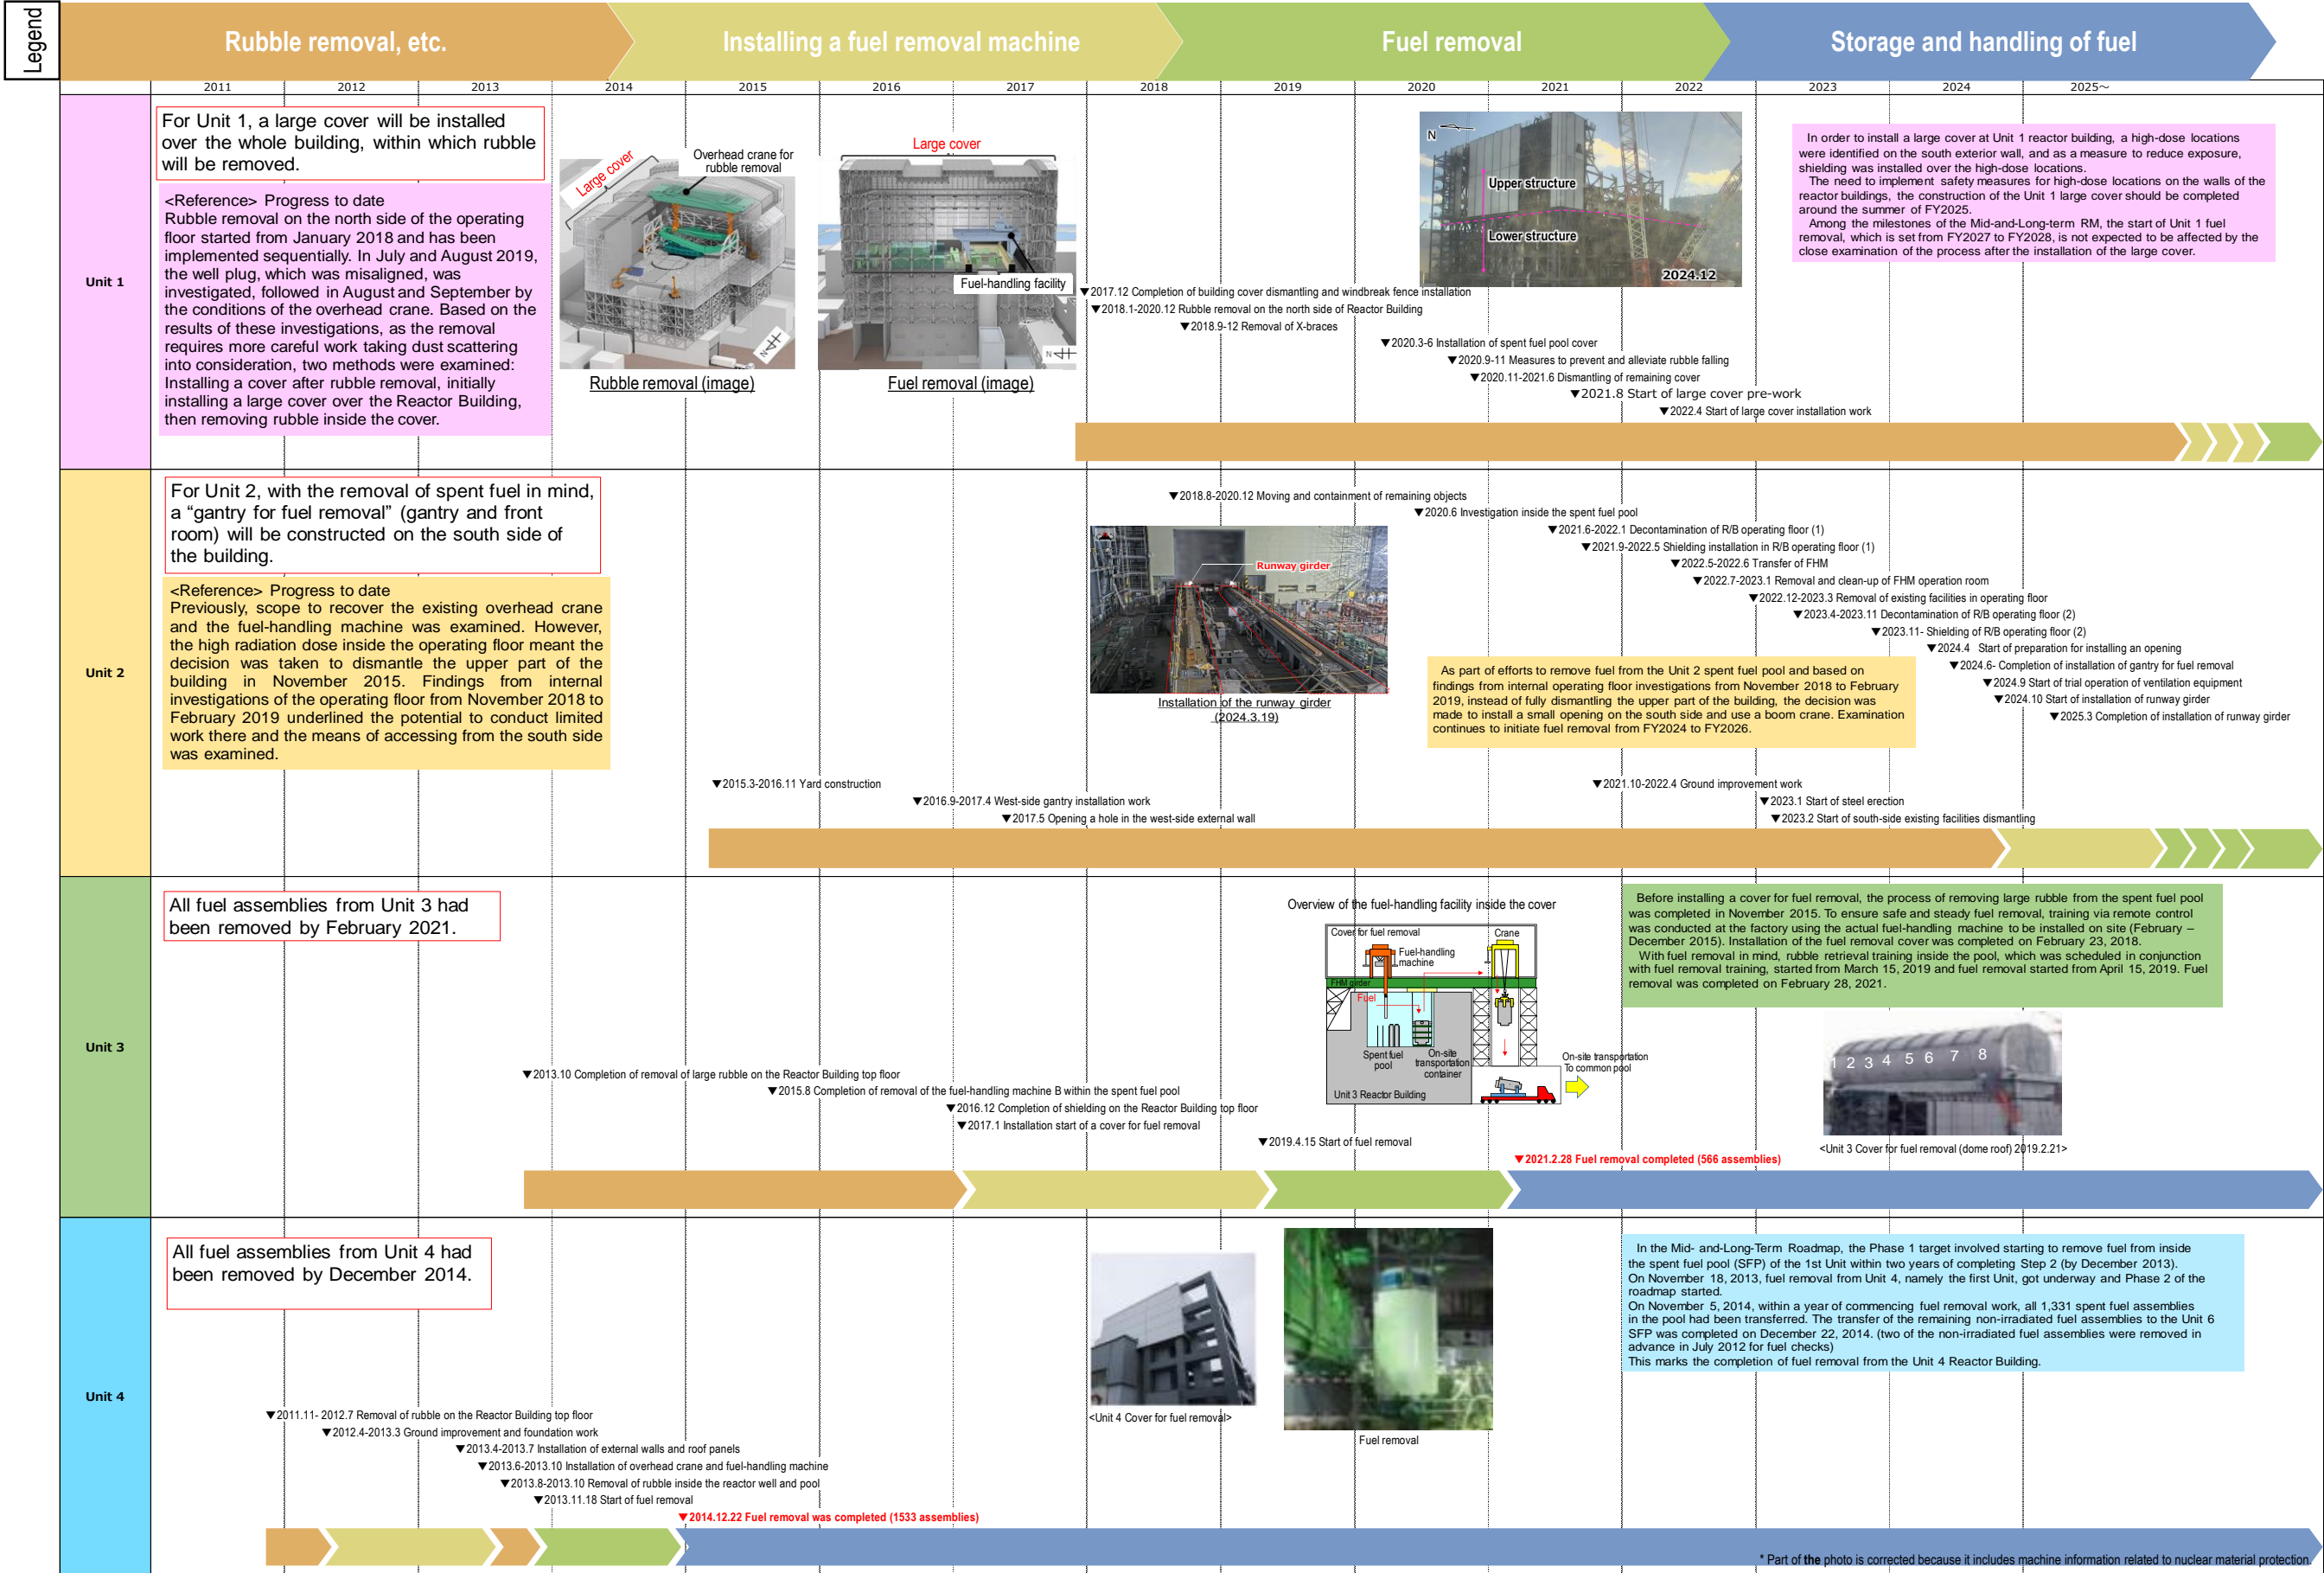 Legend
Rubble removal, etc.
Installing a fuel removal machine
Fuel removal
Storage and handling of fuel
2011
2012
2013
2014
2015
2016
2017
2018
2019
2020
2021
2022
2023
2024
2025～
Unit 1
For Unit 1, a large cover will be installed
over the whole building, within which rubble
will be removed.
<Reference> Progress to date
Rubble removal on the north side of the operating
floor started from January 2018 and has been
implemented sequentially. In July and August 2019,
the well plug, which was misaligned, was
investigated, followed in August and September by
the conditions of the overhead crane. Based on the
results of these investigations, as the removal
requires more careful work taking dust scattering
into consideration, two methods were examined:
Installing a cover after rubble removal, initially
installing a large cover over the Reactor Building,
then removing rubble inside the cover.
Large cover
Overhead crane for
rubble removal
N
Rubble removal (image)
Large cover
Fuel-handling facility
N
Fuel removal (image)
N
Upper structure
Lower structure
2024.12
In order to install a large cover at Unit 1 reactor building, a high-dose locations
were identified on the south exterior wall, and as a measure to reduce exposure,
shielding was installed over the high-dose locations.
The need to implement safety measures for high-dose locations on the walls of the
reactor buildings, the construction of the Unit 1 large cover should be completed
around the summer of FY2025.
Among the milestones of the Mid-and-Long-term RM, the start of Unit 1 fuel
removal, which is set from FY2027 to FY2028, is not expected to be affected by the
close examination of the process after the installation of the large cover.
▼2017.12 Completion of building cover dismantling and windbreak fence installation
▼2018.1-2020.12 Rubble removal on the north side of Reactor Building
▼2018.9-12 Removal of X-braces
▼2020.3-6 Installation of spent fuel pool cover
▼2020.9-11 Measures to prevent and alleviate rubble falling
▼2020.11-2021.6 Dismantling of remaining cover
▼2021.8 Start of large cover pre-work
▼2022.4 Start of large cover installation work
Unit 2
For Unit 2, with the removal of spent fuel in mind,
a “gantry for fuel removal” (gantry and front
room) will be constructed on the south side of
the building.
<Reference> Progress to date
Previously, scope to recover the existing overhead crane
and the fuel-handling machine was examined. However,
the high radiation dose inside the operating floor meant the
decision was taken to dismantle the upper part of the
building in November 2015. Findings from internal
investigations of the operating floor from November 2018 to
February 2019 underlined the potential to conduct limited
work there and the means of accessing from the south side
was examined.
▼2018.8-2020.12 Moving and containment of remaining objects
▼2020.6 Investigation inside the spent fuel pool
▼2021.6-2022.1 Decontamination of R/B operating floor (1)
▼2021.9-2022.5 Shielding installation in R/B operating floor (1)
▼2022.5-2022.6 Transfer of FHM
▼2022.7-2023.1 Removal and clean-up of FHM operation room
▼2022.12-2023.3 Removal of existing facilities in operating floor
▼2023.4-2023.11 Decontamination of R/B operating floor (2)
▼2023.11- Shielding of R/B operating floor (2)
▼2024.4 Start of preparation for installing an opening
▼2024.6- Completion of installation of gantry for fuel removal
▼2024.9 Start of trial operation of ventilation equipment
▼2024.10 Start of installation of runway girder
▼2025.3 Completion of installation of runway girder
Runway girder
Installation of the runway girder
(2024.3.19)
As part of efforts to remove fuel from the Unit 2 spent fuel pool and based on
findings from internal operating floor investigations from November 2018 to February
2019, instead of fully dismantling the upper part of the building, the decision was
made to install a small opening on the south side and use a boom crane. Examination
continues to initiate fuel removal from FY2024 to FY2026.
▼2015.3-2016.11 Yard construction
▼2016.9-2017.4 West-side gantry installation work
▼2017.5 Opening a hole in the west-side external wall
▼2021.10-2022.4 Ground improvement work
▼2023.1 Start of steel erection
▼2023.2 Start of south-side existing facilities dismantling
Unit 3
All fuel assemblies from Unit 3 had
been removed by February 2021.
Overview of the fuel-handling facility inside the cover
Cover for fuel removal
Crane
Fuel-handling
machine
FHM girder
Fuel
Spent fuel
pool
On-site
transportation
container
Unit 3 Reactor Building
On-site transportation
To common pool
Before installing a cover for fuel removal, the process of removing large rubble from the spent fuel pool
was completed in November 2015. To ensure safe and steady fuel removal, training via remote control
was conducted at the factory using the actual fuel-handling machine to be installed on site (February –
December 2015). Installation of the fuel removal cover was completed on February 23, 2018.
With fuel removal in mind, rubble retrieval training inside the pool, which was scheduled in conjunction
with fuel removal training, started from March 15, 2019 and fuel removal started from April 15, 2019. Fuel
removal was completed on February 28, 2021.
1 2 3 4 5 6 7 8
<Unit 3 Cover for fuel removal (dome roof) 2019.2.21>
▼2013.10 Completion of removal of large rubble on the Reactor Building top floor
▼2015.8 Completion of removal of the fuel-handling machine B within the spent fuel pool
▼2016.12 Completion of shielding on the Reactor Building top floor
▼2017.1 Installation start of a cover for fuel removal
▼2019.4.15 Start of fuel removal
▼2021.2.28 Fuel removal completed (566 assemblies)
Unit 4
All fuel assemblies from Unit 4 had
been removed by December 2014.
<Unit 4 Cover for fuel removal>
Fuel removal
In the Mid- and-Long-Term Roadmap, the Phase 1 target involved starting to remove fuel from inside
the spent fuel pool (SFP) of the 1st Unit within two years of completing Step 2 (by December 2013).
On November 18, 2013, fuel removal from Unit 4, namely the first Unit, got underway and Phase 2 of the
roadmap started.
On November 5, 2014, within a year of commencing fuel removal work, all 1,331 spent fuel assemblies
in the pool had been transferred. The transfer of the remaining non-irradiated fuel assemblies to the Unit 6
SFP was completed on December 22, 2014. (two of the non-irradiated fuel assemblies were removed in
advance in July 2012 for fuel checks)
This marks the completion of fuel removal from the Unit 4 Reactor Building.
▼2011.11- 2012.7 Removal of rubble on the Reactor Building top floor
▼2012.4-2013.3 Ground improvement and foundation work
▼2013.4-2013.7 Installation of external walls and roof panels
▼2013.6-2013.10 Installation of overhead crane and fuel-handling machine
▼2013.8-2013.10 Removal of rubble inside the reactor well and pool
▼2013.11.18 Start of fuel removal
▼2014.12.22 Fuel removal was completed (1533 assemblies)
* Part of the photo is corrected because it includes machine information related to nuclear material protection.